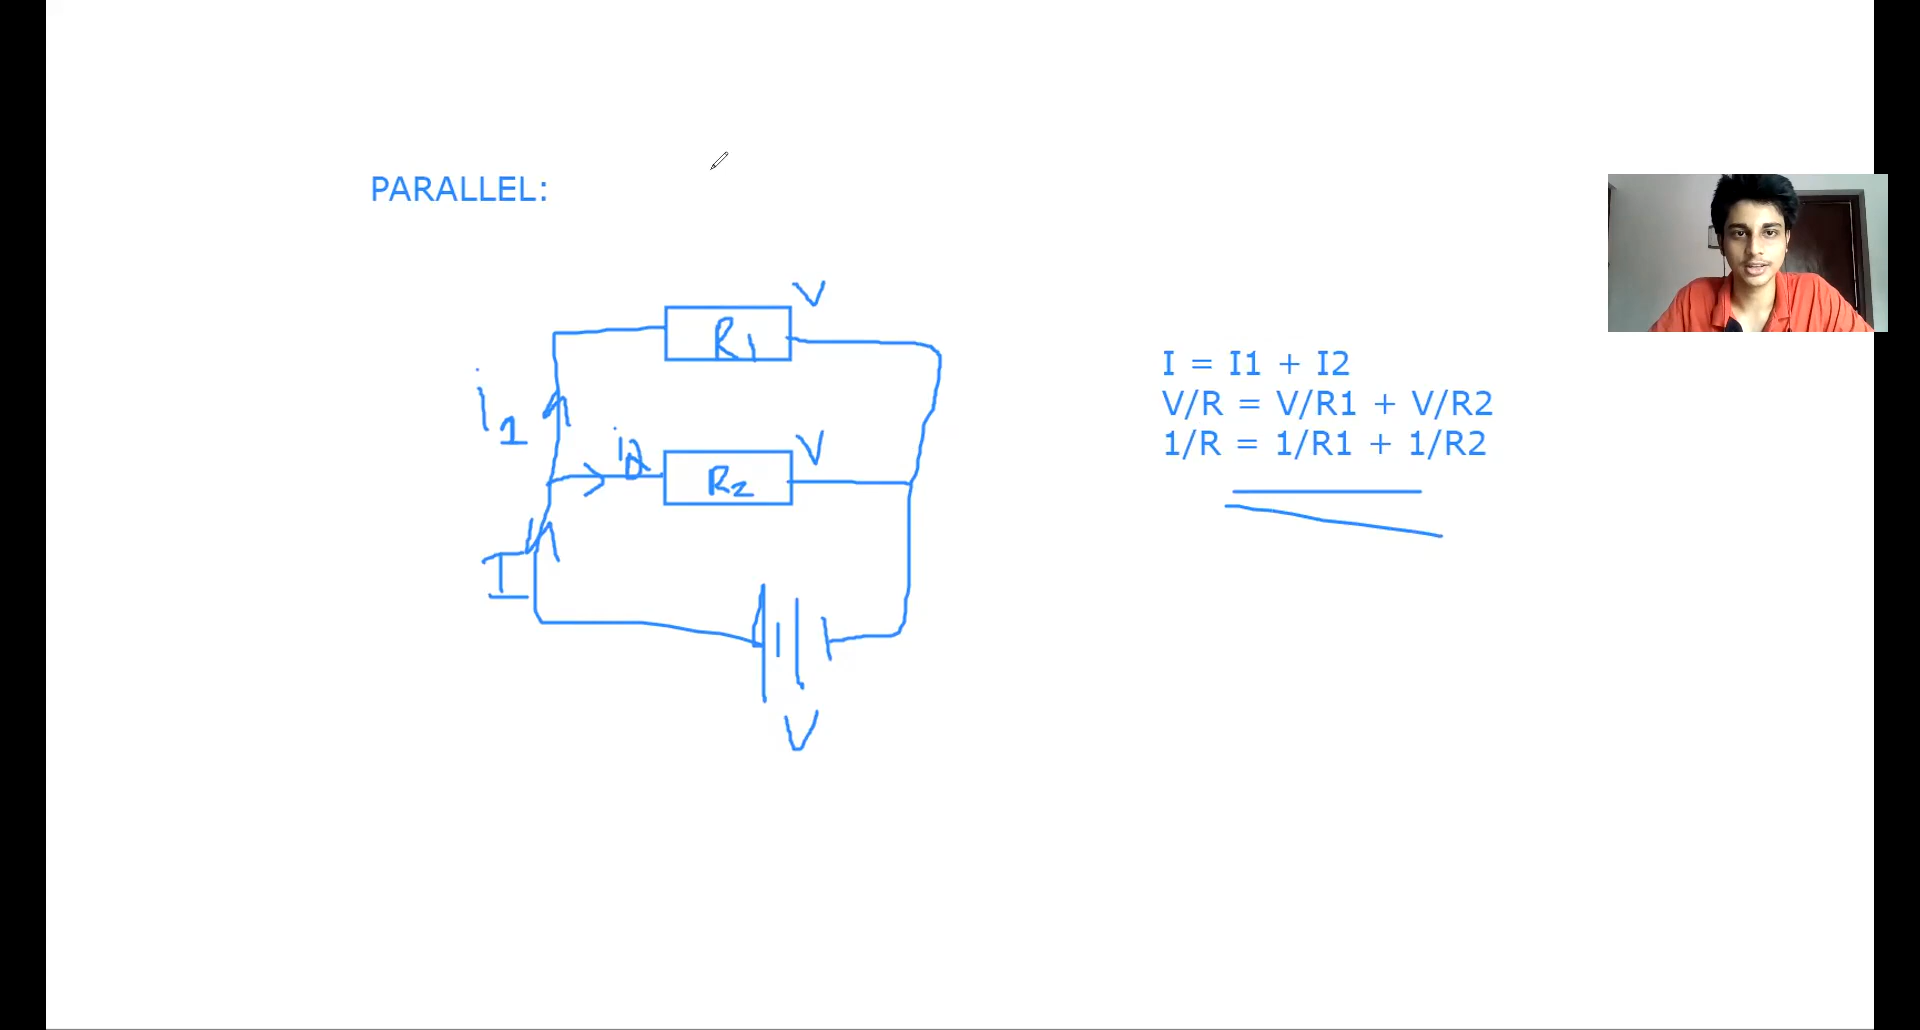 PARALLEL:
V
R1
i1
i2
V
R2
I
V
I = I1 + I2
V/R = V/R1 + V/R2
1/R = 1/R1 + 1/R2